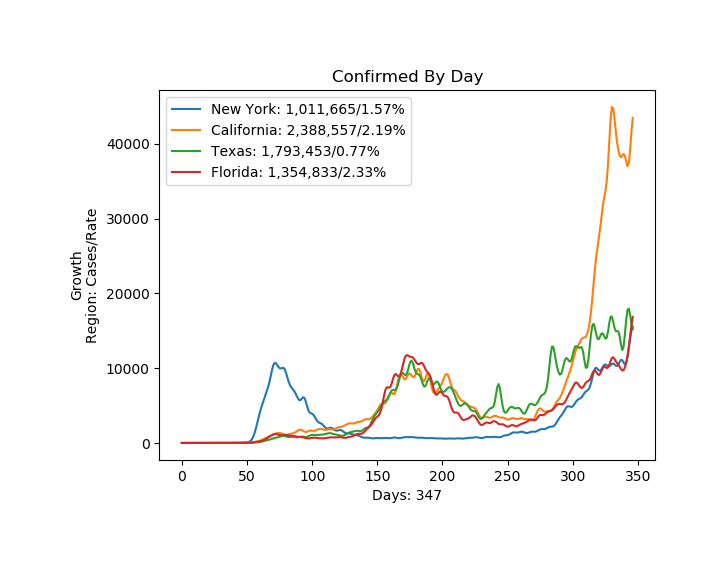 Confirmed By Day
New York: 1,011,665/1.57%
California: 2,388,557/2.19%
Texas: 1,793,453/0.77%
Florida: 1,354,833/2.33%
Growth
Region: Cases/Rate
40000
30000
20000
10000
0
0 50 100 150 200 250 300 350
Days: 347